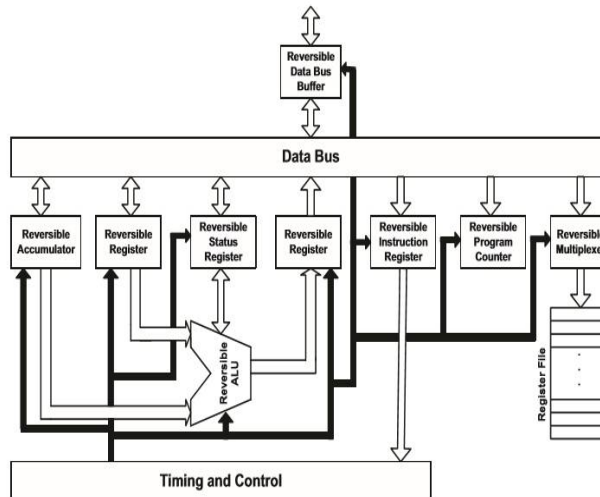 Reversible
Data Bus
Buffer
Data Bus
Reversible
Accumulator
Reversible
Register
Reversible
Status
Register
Reversible
Register
Reversible
Instruction
Register
Reversible
Program
Counter
Reversible
Multiplexe
Reversible
ALU
Register File
Timing and Control